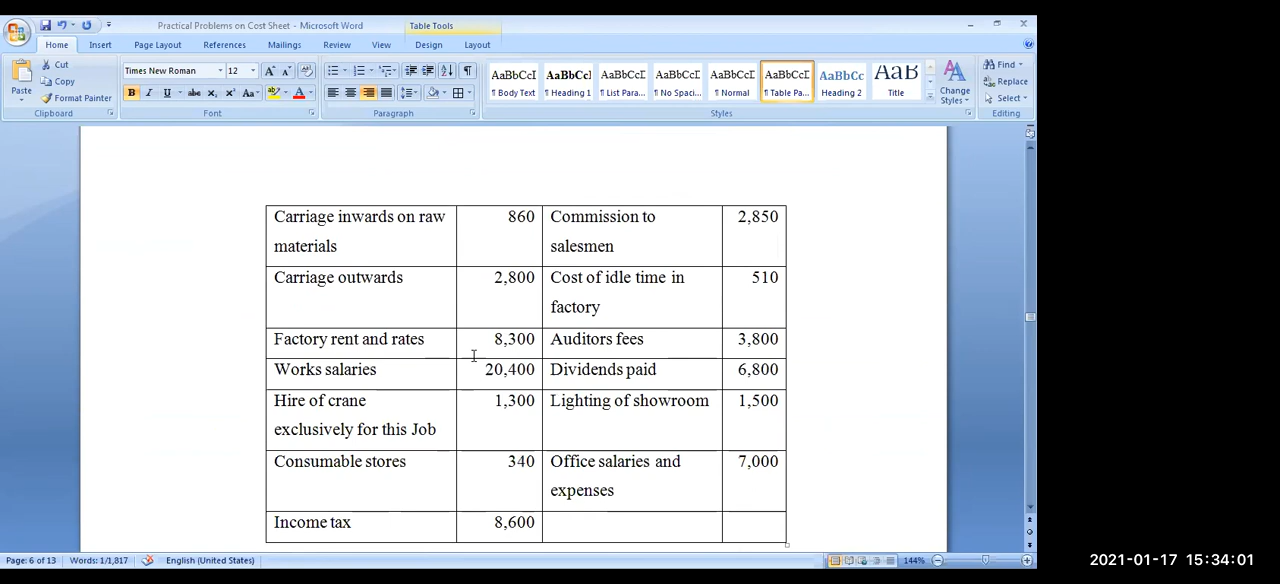 Practical Problems on Cost Sheet - Microsoft Word
Table Tools
Home Insert Page Layout References Mailings Review View Design Layout
Paste
Cut
Copy
Format Painter
Clipboard
Times New Roman 12
B I U abc x₂ x² Aa A
Font
Paragraph
AaBbCcI AaBbCcI AaBbCcI AaBbCcI AaBbCcI AaBbCcI AaBbCc AaB
¶ Body Text ¶ Heading 1 ¶ List Para... ¶ No Spaci... ¶ Normal ¶ Table Pa... ¶ Heading 2 ¶ Title
Change
Styles
Styles
Find
Replace
Select
Editing
Carriage inwards on raw 860 Commission to 2,850
materials salesmen
Carriage outwards 2,800 Cost of idle time in 510
factory
Factory rent and rates 8,300 Auditors fees 3,800
Works salaries 20,400 Dividends paid 6,800
Hire of crane 1,300 Lighting of showroom 1,500
exclusively for this Job
Consumable stores 340 Office salaries and 7,000
expenses
Income tax 8,600
Page: 6 of 13 Words: 1/1,817 English (United States) 144%
2021-01-17 15:34:01